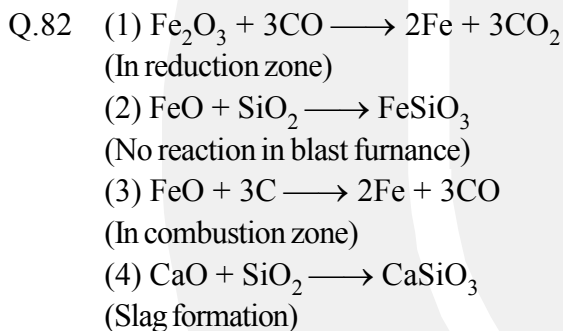 Q.82 (1) Fe₂O₃ + 3CO ⟶ 2Fe + 3CO₂
(In reduction zone)
(2) FeO + SiO₂ ⟶ FeSiO₃
(No reaction in blast furnance)
(3) FeO + 3C ⟶ 2Fe + 3CO
(In combustion zone)
(4) CaO + SiO₂ ⟶ CaSiO₃
(Slag formation)